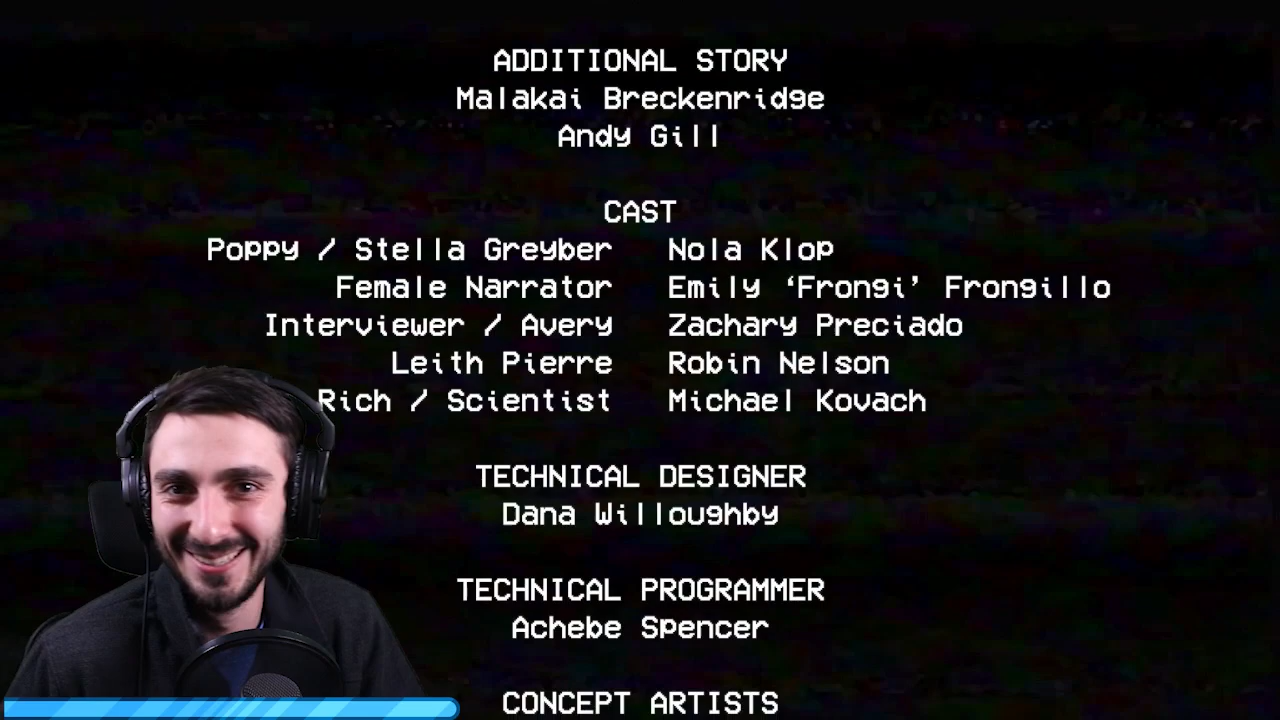 ADDITIONAL STORY
Malakai Breckenridge
Andy Gill
CAST
Poppy / Stella Greyber Nola Klop
Female Narrator Emily ‘Frongi’ Frongillo
Interviewer / Avery Zachary Preciado
Leith Pierre Robin Nelson
Rich / Scientist Michael Kovach
TECHNICAL DESIGNER
Dana Willoughby
TECHNICAL PROGRAMMER
Achebe Spencer
CONCEPT ARTISTS